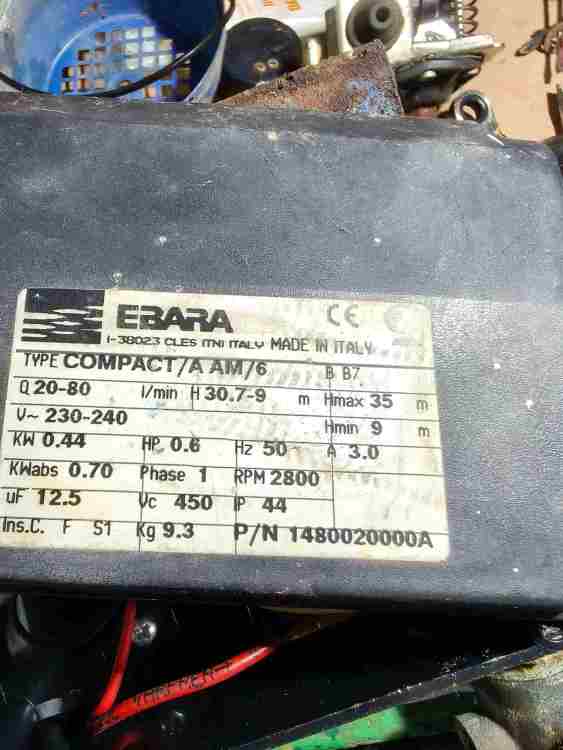 EBARA CE
I-38023 CLES (TN) ITALY MADE IN ITALY
TYPE COMPACT/A AM/6 B B7
Q 20-80 l/min H 30.7-9 m Hmax 35 m
V~ 230-240 Hmin 9 m
KW 0.44 HP 0.6 Hz 50 A 3.0
KWabs 0.70 Phase 1 RPM 2800
uF 12.5 Vc 450 IP 44
Ins.C. F S1 Kg 9.3 P/N 1480020000A